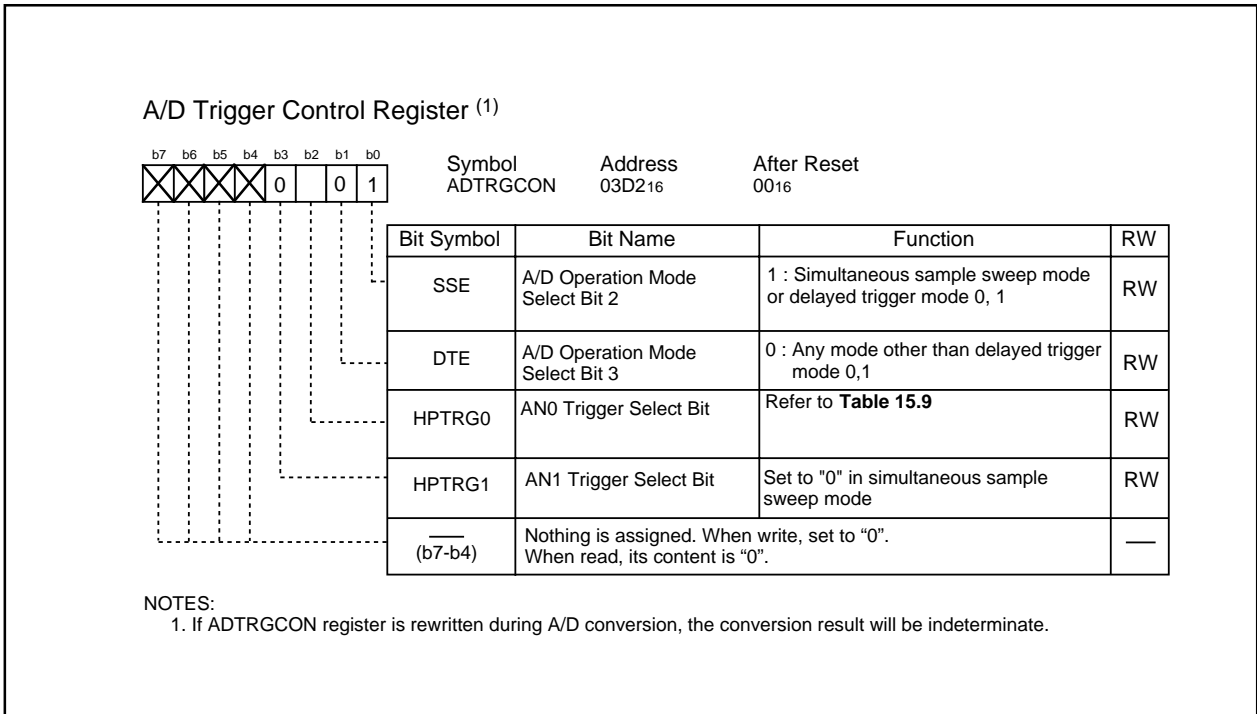 A/D Trigger Control Register (1)
b7 b6 b5 b4 b3 b2 b1 b0
0 0 1
Symbol Address After Reset
ADTRGCON 03D216 0016
Bit Symbol Bit Name Function RW
SSE A/D Operation Mode Select Bit 2 1 : Simultaneous sample sweep mode or delayed trigger mode 0, 1 RW
DTE A/D Operation Mode Select Bit 3 0 : Any mode other than delayed trigger mode 0,1 RW
HPTRG0 AN0 Trigger Select Bit Refer to Table 15.9 RW
HPTRG1 AN1 Trigger Select Bit Set to "0" in simultaneous sample sweep mode RW
(b7-b4) Nothing is assigned. When write, set to “0”.
When read, its content is “0”.
NOTES:
1. If ADTRGCON register is rewritten during A/D conversion, the conversion result will be indeterminate.